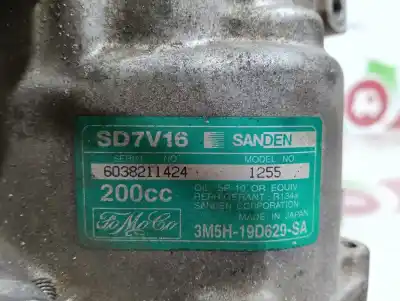 SD7V16 SANDEN
SERIAL NO. MODEL NO.
6038211424 1255
200cc
OIL: SP-10 OR EQUIV
REFRIGERANT: R134a
SANDEN CORPORATION
MADE IN JAPAN
FoMoCo
3M5H-19D629-SA